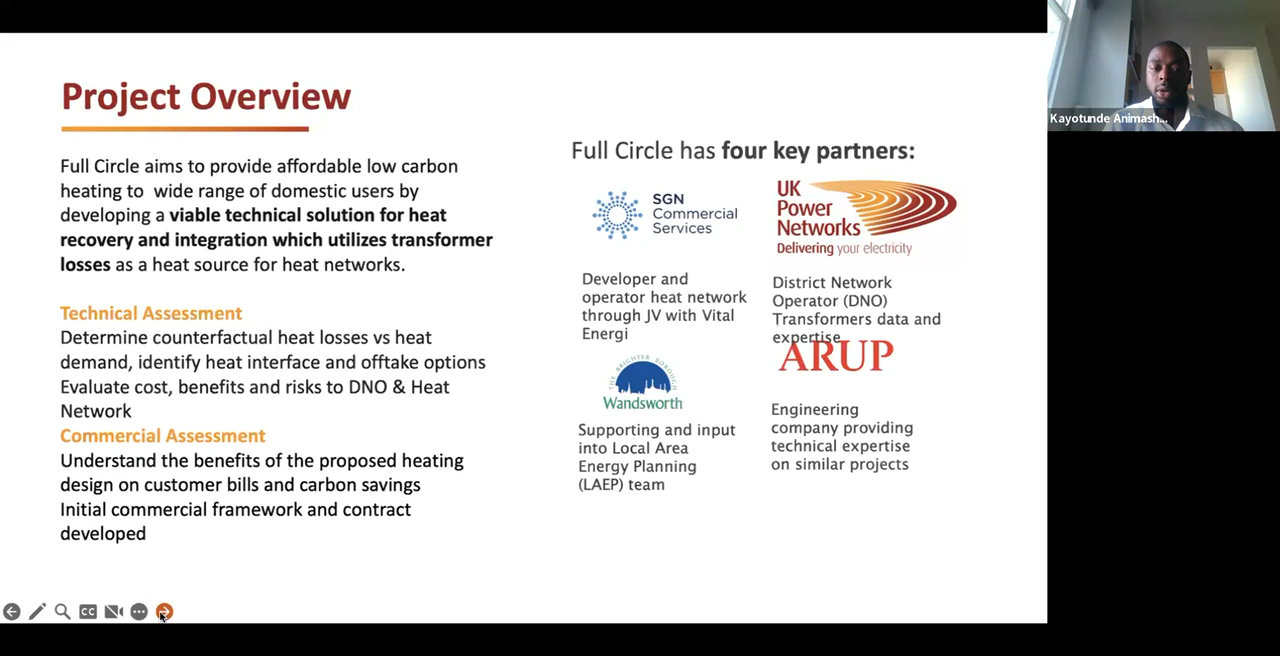 Project Overview
Full Circle aims to provide affordable low carbon
heating to wide range of domestic users by
developing a viable technical solution for heat
recovery and integration which utilizes transformer
losses as a heat source for heat networks.
Technical Assessment
Determine counterfactual heat losses vs heat
demand, identify heat interface and offtake options
Evaluate cost, benefits and risks to DNO & Heat
Network
Commercial Assessment
Understand the benefits of the proposed heating
design on customer bills and carbon savings
Initial commercial framework and contract
developed
Full Circle has four key partners:
SGN
Commercial
Services
Developer and
operator heat network
through JV with Vital
Energi
UK
Power
Networks
Delivering your electricity
District Network
Operator (DNO)
Transformers data and
expertise
THE BRIGHTER BOROUGH
Wandsworth
Supporting and input
into Local Area
Energy Planning
(LAEP) team
ARUP
Engineering
company providing
technical expertise
on similar projects
CC
Kayotunde Animash...